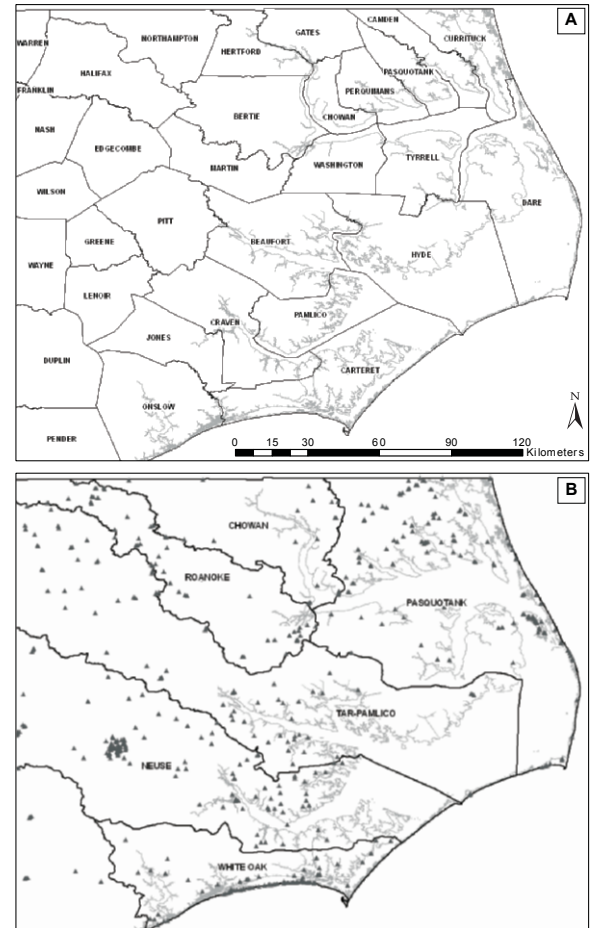 A
CAMDEN
NORTHAMPTON
GATES
CURRITUCK
WARREN
HERTFORD
HALIFAX
PASQUOTANK
FRANKLIN
PERQUIMANS
BERTIE
CHOWAN
NASH
EDGECOMBE
TYRRELL
MARTIN
WASHINGTON
WILSON
DARE
PITT
GREENE
BEAUFORT
HYDE
WAYNE
LENOIR
PAMLICO
CRAVEN
JONES
DUPLIN
CARTERET
ONSLOW
N
PENDER
0 15 30 60 90 120
Kilometers
B
CHOWAN
ROANOKE
PASQUOTANK
TAR-PAMLICO
NEUSE
WHITE OAK